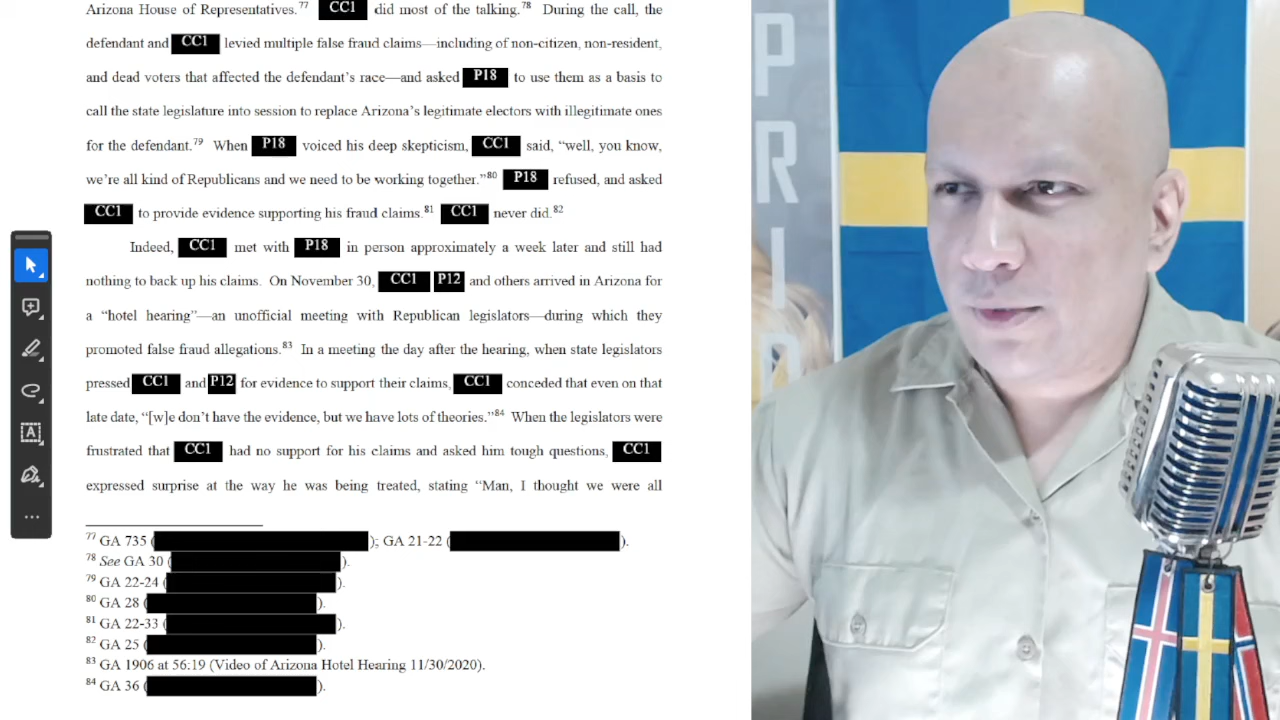 Arizona House of Representatives.77 CC1 did most of the talking.78 During the call, the
defendant and CC1 levied multiple false fraud claims—including of non-citizen, non-resident,
and dead voters that affected the defendant's race—and asked P18 to use them as a basis to
call the state legislature into session to replace Arizona's legitimate electors with illegitimate ones
for the defendant.79 When P18 voiced his deep skepticism, CC1 said, "well, you know,
we're all kind of Republicans and we need to be working together."80 P18 refused, and asked
CC1 to provide evidence supporting his fraud claims.81 CC1 never did.82
Indeed, CC1 met with P18 in person approximately a week later and still had
nothing to back up his claims. On November 30, CC1 P12 and others arrived in Arizona for
a "hotel hearing"—an unofficial meeting with Republican legislators—during which they
promoted false fraud allegations.83 In a meeting the day after the hearing, when state legislators
pressed CC1 and P12 for evidence to support their claims, CC1 conceded that even on that
late date, "[w]e don't have the evidence, but we have lots of theories."84 When the legislators were
frustrated that CC1 had no support for his claims and asked him tough questions, CC1
expressed surprise at the way he was being treated, stating "Man, I thought we were all
77 GA 735 ( ); GA 21-22 ( ).
78 See GA 30 ( ).
79 GA 22-24 ( ).
80 GA 28 ( ).
81 GA 22-33 ( ).
82 GA 25 ( ).
83 GA 1906 at 56:19 (Video of Arizona Hotel Hearing 11/30/2020).
84 GA 36 ( ).
A
PRID